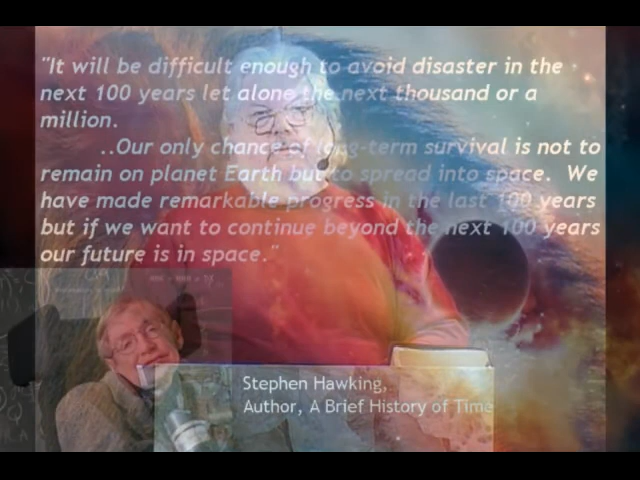 "It will be difficult enough to avoid disaster in the
next 100 years let alone the next thousand or a
million.
..Our only chance of long-term survival is not to
remain on planet Earth but to spread into space. We
have made remarkable progress in the last 100 years
but if we want to continue beyond the next 100 years
our future is in space."
Stephen Hawking,
Author, A Brief History of Time